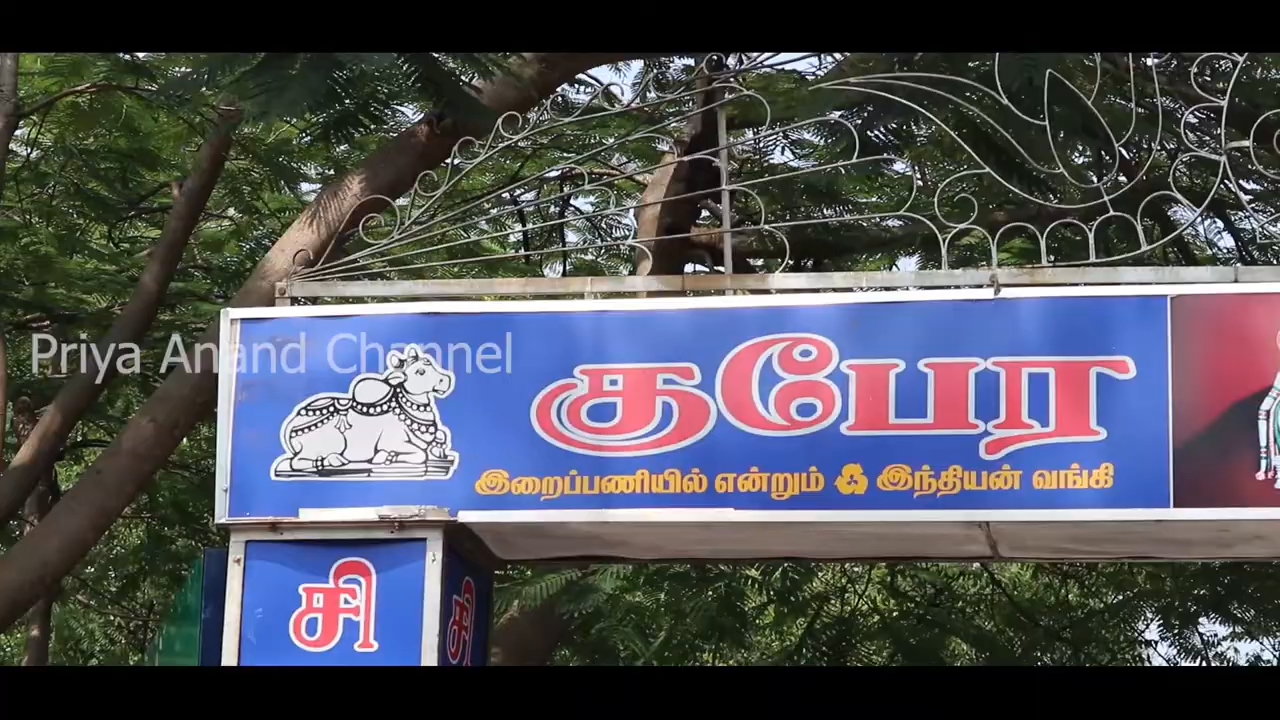 Priya Anand Channel
குபேர
இறைப்பணியில் என்றும் இந்தியன் வங்கி
சி
சி